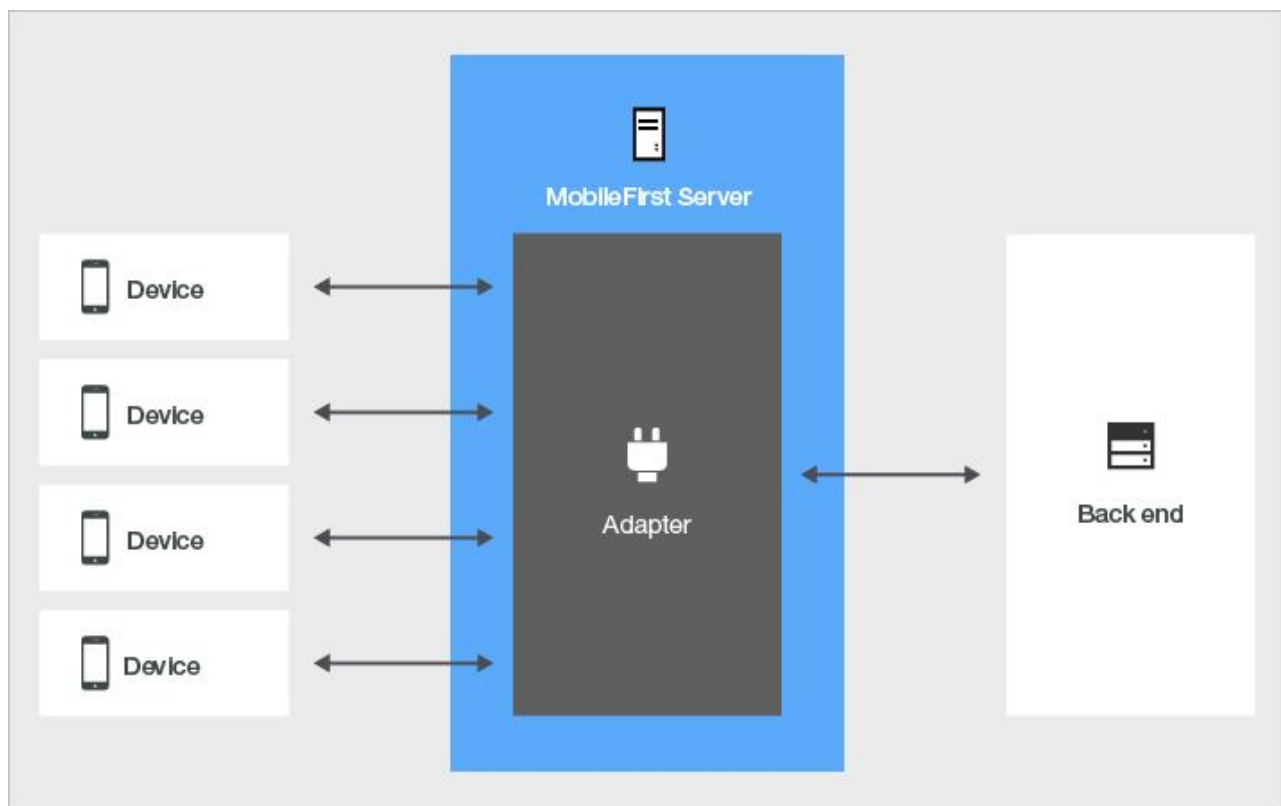 MobileFirst Server
Device
Device
Device
Device
Adapter
Back end